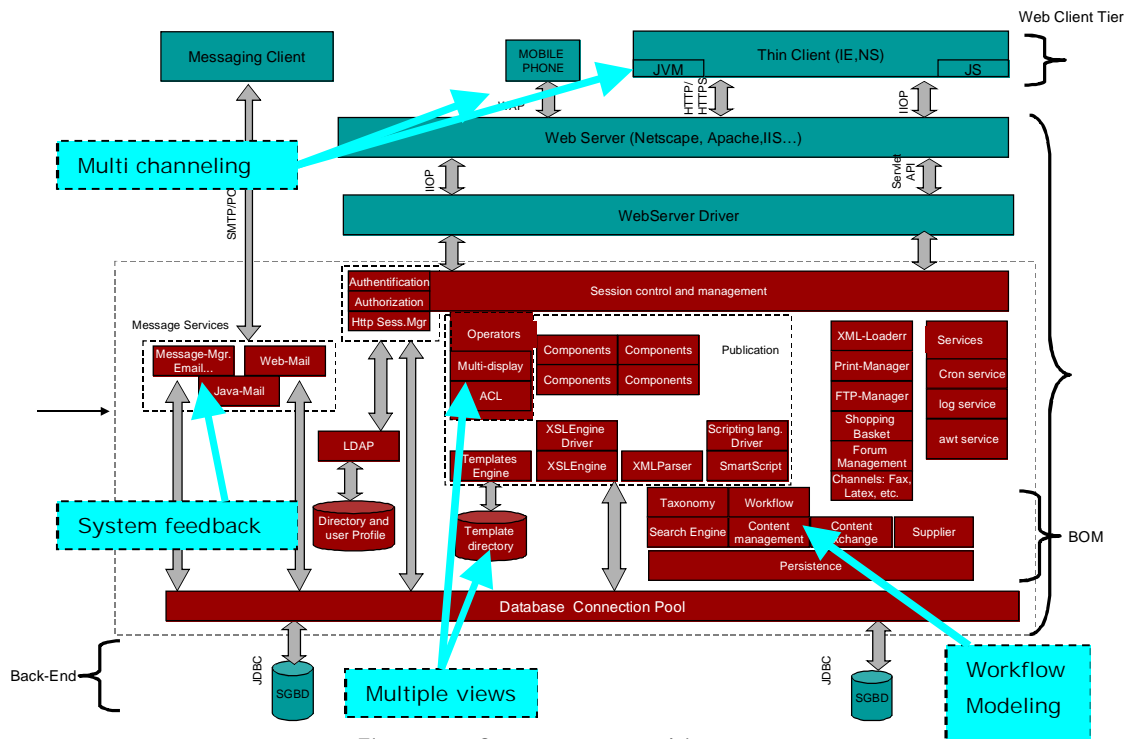 Web Client Tier
Messaging Client
MOBILE
PHONE
Thin Client (IE,NS)
JVM
JS
HTTP/
HTTPS
IIOP
Web Server (Netscape, Apache,IIS...)
Multi channeling
IIOP
Servlet
API
SMTP/PO
WebServer Driver
Authentification
Authorization
Http Sess.Mgr
Session control and management
Message Services
Message-Mgr.
Email...
Web-Mail
Java-Mail
Operators
Multi-display
ACL
Components
Components
Components
Components
Publication
XML-Loaderr
Print-Manager
FTP-Manager
Shopping
Basket
Forum
Management
Channels: Fax,
Latex, etc.
Services
Cron service
log service
awt service
LDAP
XSLEngine
Driver
Scripting lang.
Driver
Templates
Engine
XSLEngine
XMLParser
SmartScript
System feedback
Directory and
user Profile
Template
directory
Taxonomy
Workflow
Search Engine
Content
management
Content
Supplier
Persistence
BOM
Database Connection Pool
Back-End
JDBC
SGBD
Multiple views
JDBC
SGBD
Workflow
Modeling